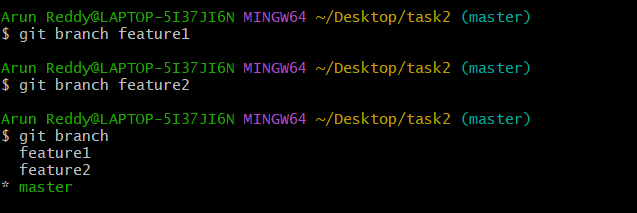 Arun Reddy@LAPTOP-5I37JI6N MINGW64 ~/Desktop/task2 (master)
$ git branch feature1
Arun Reddy@LAPTOP-5I37JI6N MINGW64 ~/Desktop/task2 (master)
$ git branch feature2
Arun Reddy@LAPTOP-5I37JI6N MINGW64 ~/Desktop/task2 (master)
$ git branch
  feature1
  feature2
* master